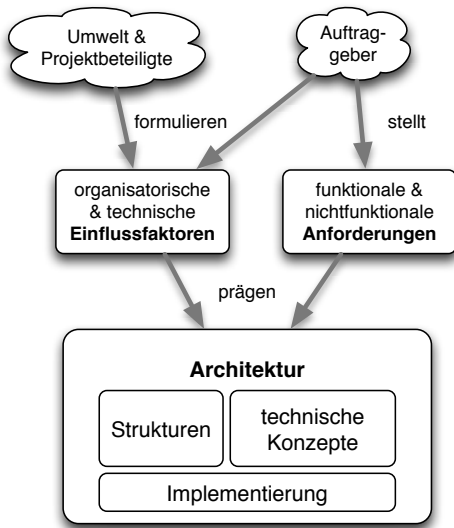 Umwelt &
Projektbeteiligte
Auftrag-
geber
formulieren
stellt
organisatorische
& technische
Einflussfaktoren
funktionale &
nichtfunktionale
Anforderungen
prägen
Architektur
Strukturen
technische
Konzepte
Implementierung